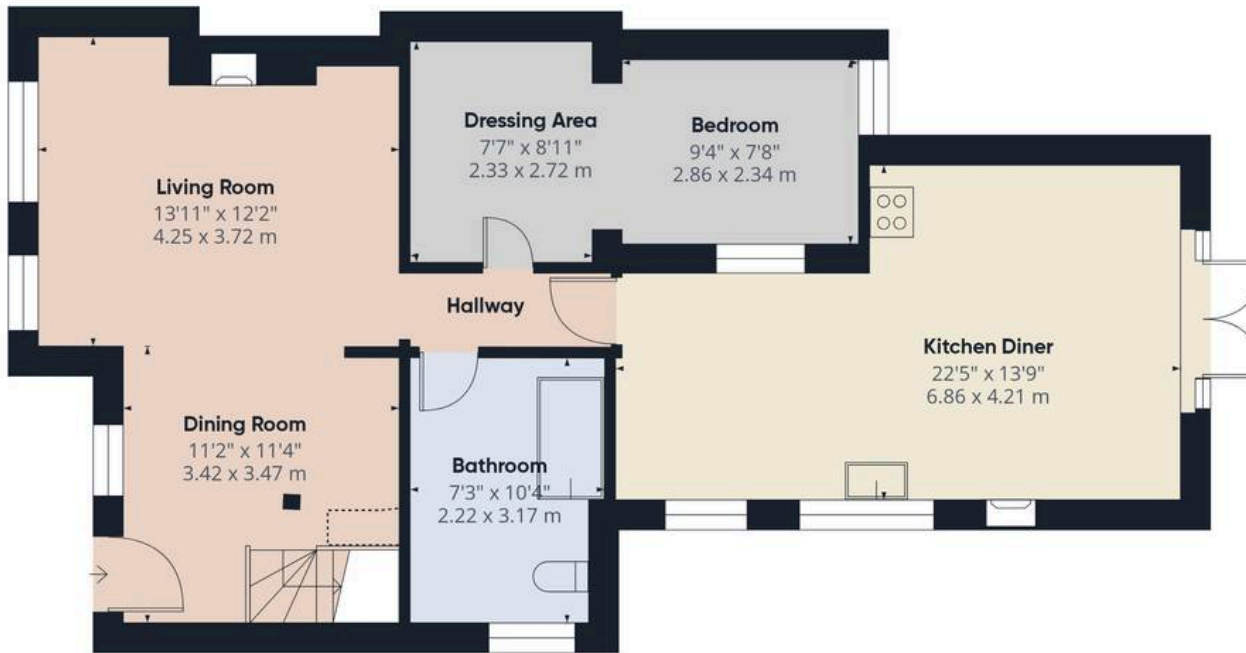 Dressing Area
7'7" x 8'11"
2.33 x 2.72 m
Bedroom
9'4" x 7'8"
2.86 x 2.34 m
Living Room
13'11" x 12'2"
4.25 x 3.72 m
Hallway
Kitchen Diner
22'5" x 13'9"
6.86 x 4.21 m
Dining Room
11'2" x 11'4"
3.42 x 3.47 m
Bathroom
7'3" x 10'4"
2.22 x 3.17 m